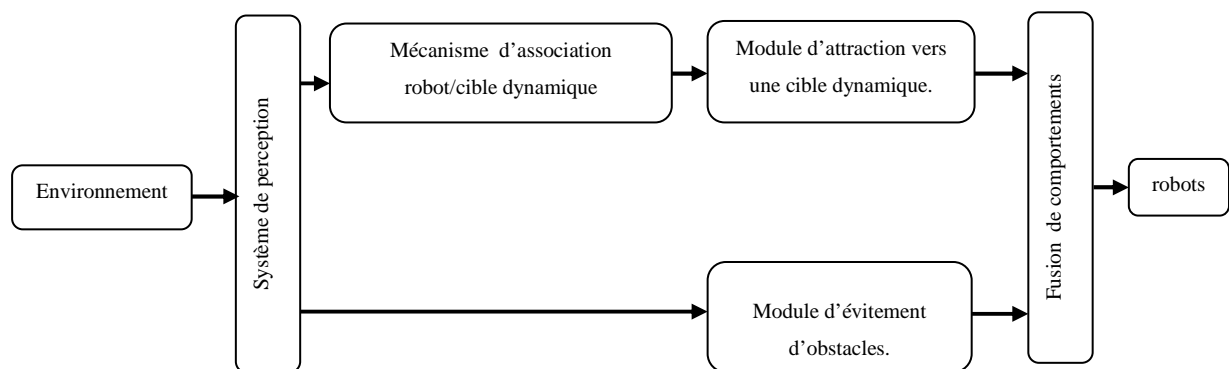 Environnement
Système de perception
Mécanisme d’association
robot/cible dynamique
Module d’attraction vers
une cible dynamique.
Module d’évitement
d’obstacles.
Fusion de comportements
robots